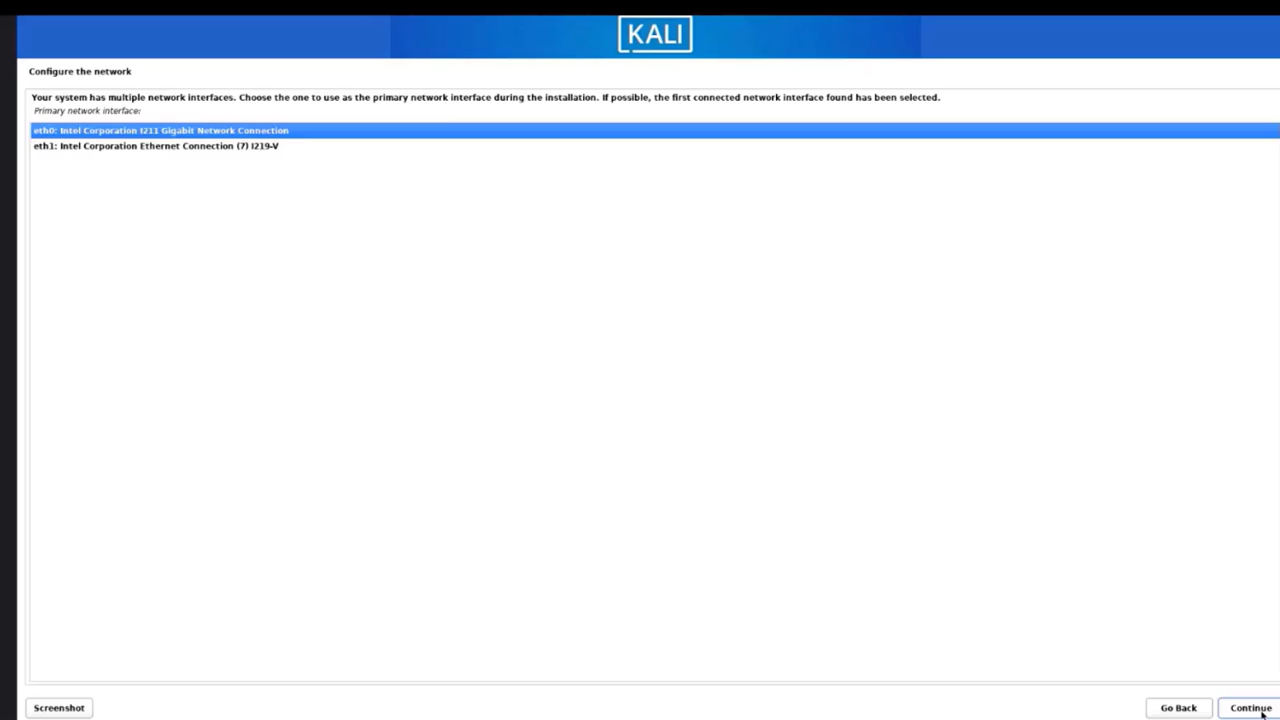 KALI
Configure the network
Your system has multiple network interfaces. Choose the one to use as the primary network interface during the installation. If possible, the first connected network interface found has been selected.
Primary network interface:
eth0: Intel Corporation I211 Gigabit Network Connection
eth1: Intel Corporation Ethernet Connection (7) I219-V
Screenshot
Go Back
Continue